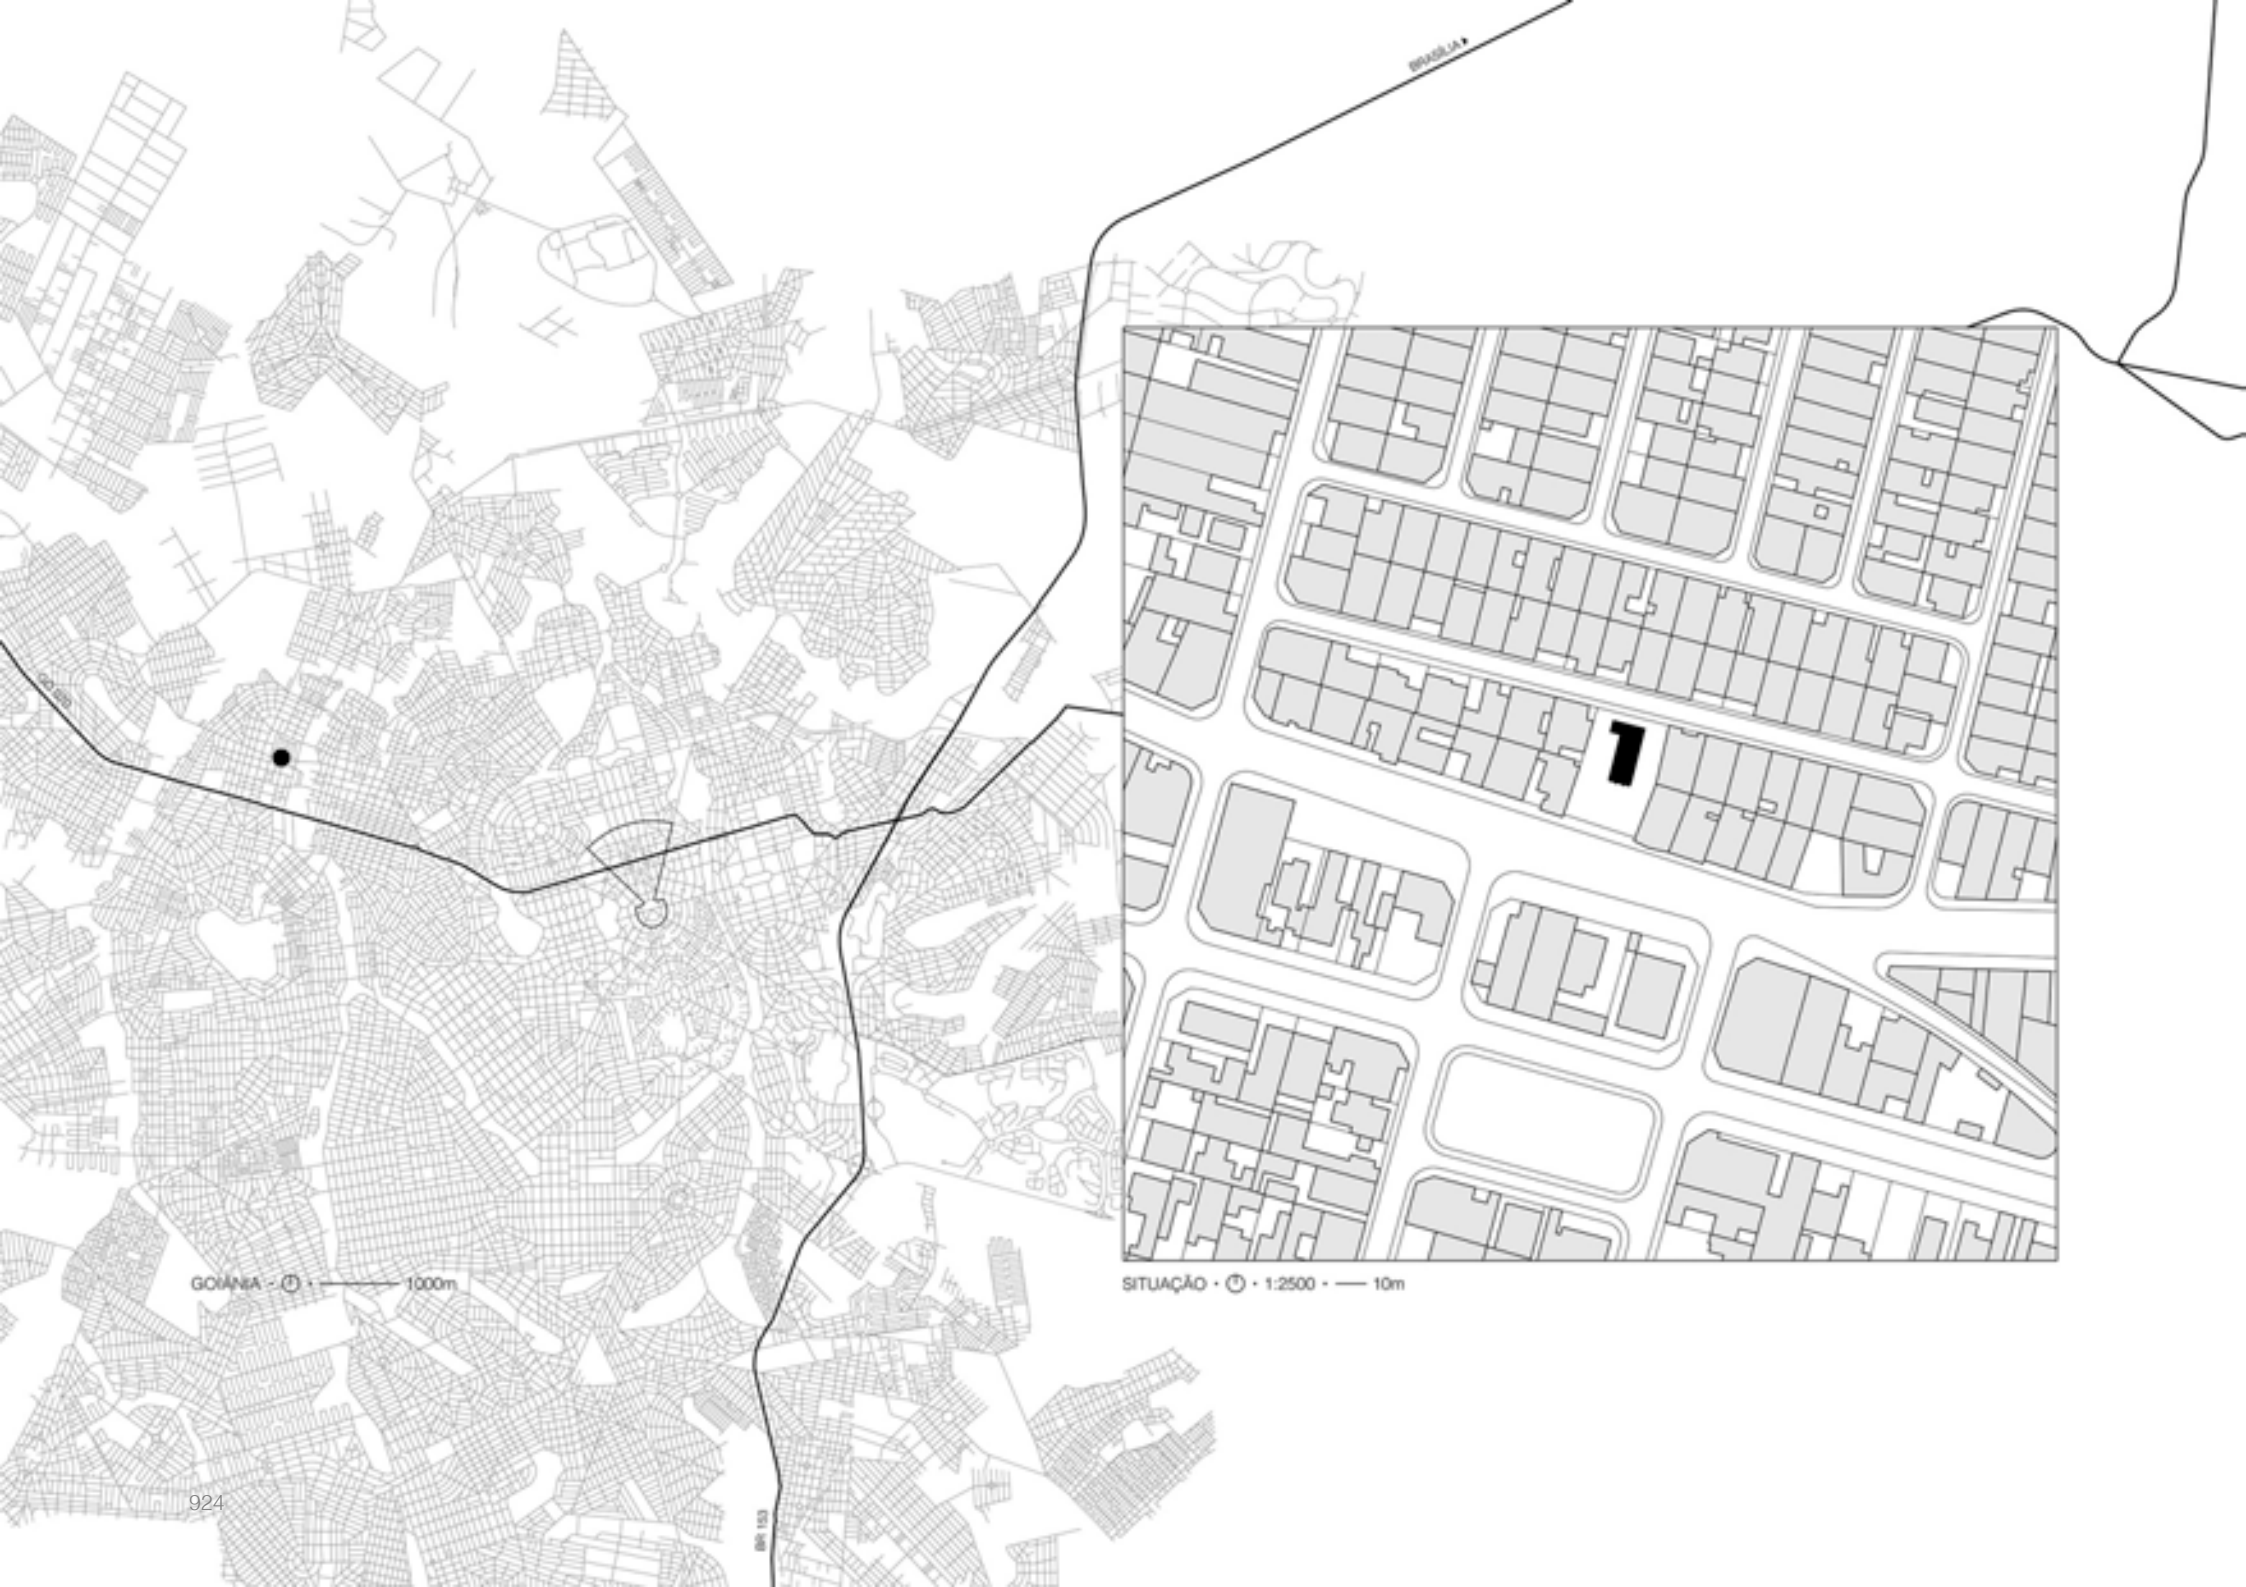 BRASÍLIA
GOIÂNIA · · 1000m
SITUAÇÃO · · 1:2500 · 10m
924
BR 153